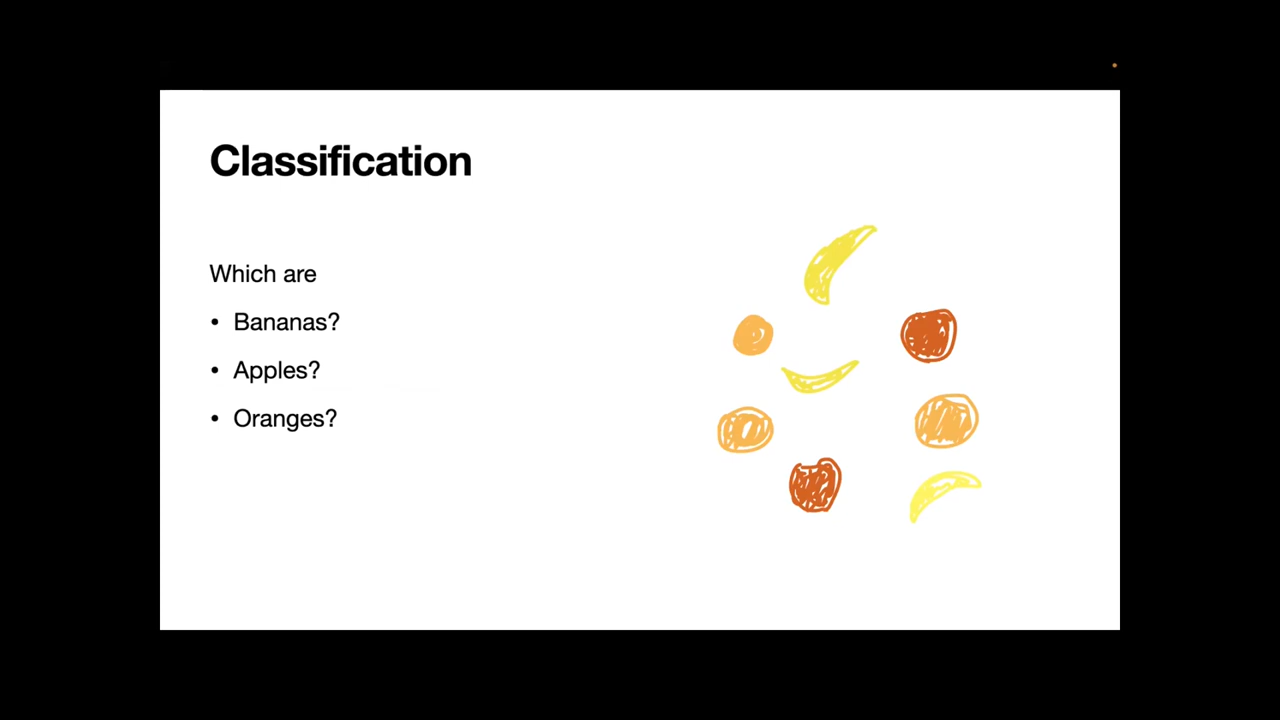 Classification
Which are
• Bananas?
• Apples?
• Oranges?